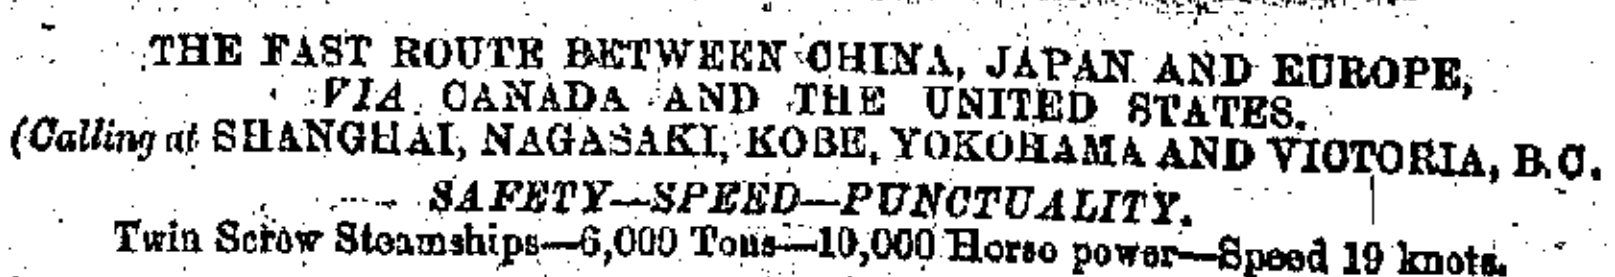 THE FAST ROUTE BETWEEN CHINA, JAPAN AND EUROPE,
VIA CANADA AND THE UNITED STATES.
(Calling at SHANGHAI, NAGASAKI, KOBE, YOKOHAMA AND VICTORIA, B.C.
SAFETY—SPEED—PUNCTUALITY.
Twin Screw Steamships—6,000 Tons—10,000 Horse power—Speed 19 knots.